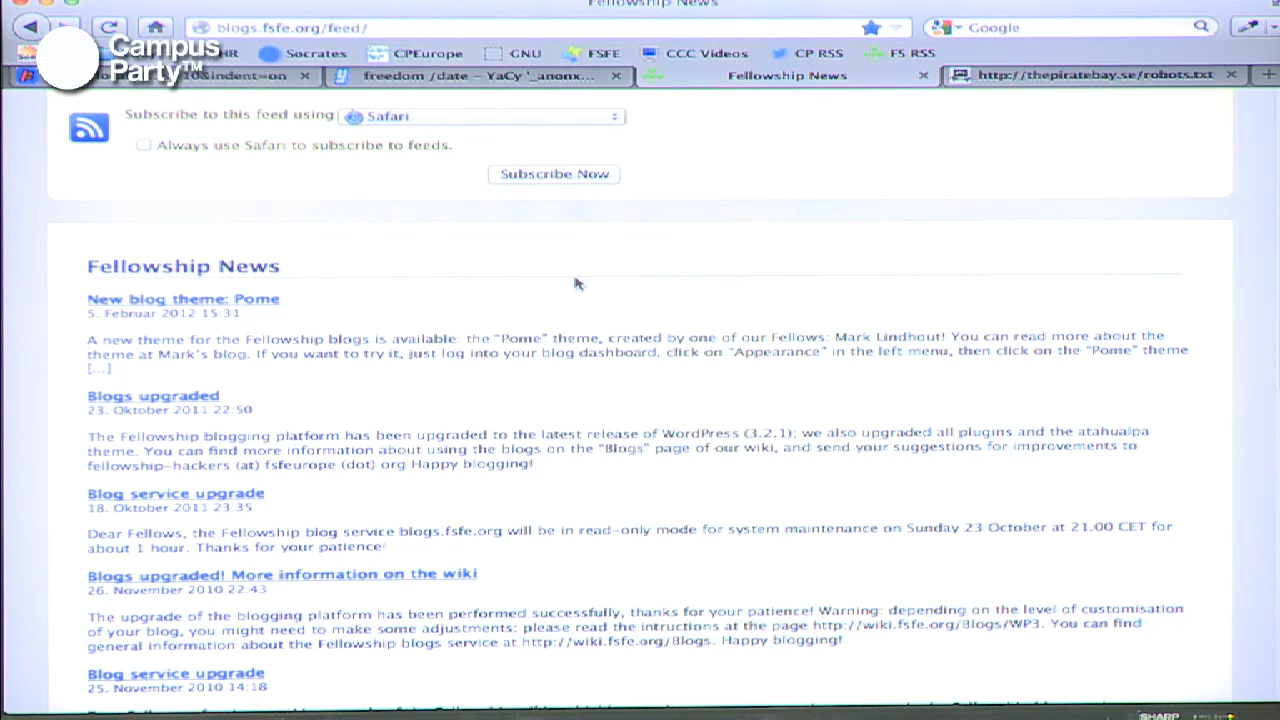 Fellowship News
blogs.fsfe.org/feed/
Google
HR
Socrates
CPEurope
GNU
FSFE
CCC Videos
CP RSS
FS RSS
Campus
Party™
10&indent=on
freedom /date - YaCy '_anonx...
Fellowship News
http://thepiratebay.se/robots.txt
Subscribe to this feed using
Safari
Always use Safari to subscribe to feeds.
Subscribe Now
Fellowship News
New blog theme: Pome
5. Februar 2012 15:31
A new theme for the Fellowship blogs is available: the "Pome" theme, created by one of our Fellows: Mark Lindhout! You can read more about the
theme at Mark's blog. If you want to try it, just log into your blog dashboard, click on "Appearance" in the left menu, then click on the "Pome" theme
[...]
Blogs upgraded
23. Oktober 2011 22:50
The Fellowship blogging platform has been upgraded to the latest release of WordPress (3.2.1); we also upgraded all plugins and the atahualpa
theme. You can find more information about using the blogs on the "Blogs" page of our wiki, and send your suggestions for improvements to
fellowship-hackers (at) fsfeurope (dot) org Happy blogging!
Blog service upgrade
18. Oktober 2011 23:35
Dear Fellows, the Fellowship blog service blogs.fsfe.org will be in read-only mode for system maintenance on Sunday 23 October at 21.00 CET for
about 1 hour. Thanks for your patience!
Blogs upgraded! More information on the wiki
26. November 2010 22:43
The upgrade of the blogging platform has been performed successfully, thanks for your patience! Warning: depending on the level of customisation
of your blog, you might need to make some adjustments: please read the intructions at the page http://wiki.fsfe.org/Blogs/WP3. You can find
general information about the Fellowship blogs service at http://wiki.fsfe.org/Blogs. Happy blogging!
Blog service upgrade
25. November 2010 14:18
SHARP